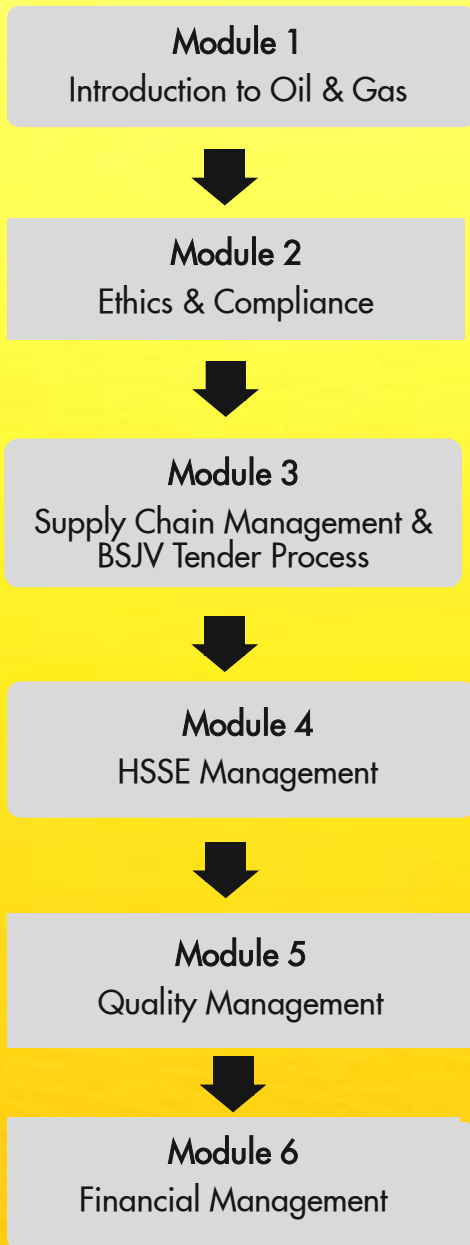 Module 1
Introduction to Oil & Gas
Module 2
Ethics & Compliance
Module 3
Supply Chain Management &
BSJV Tender Process
Module 4
HSSE Management
Module 5
Quality Management
Module 6
Financial Management